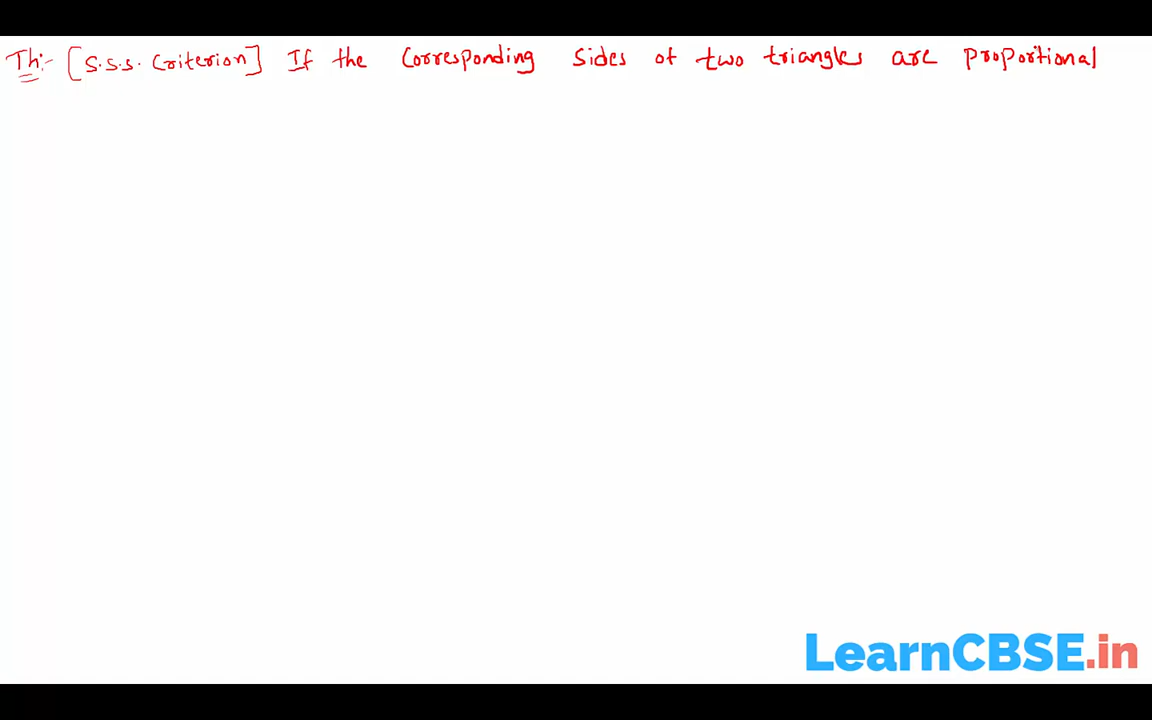 Th:- [S.S.S. Criterion] If the Corresponding sides of two triangles are proportional
LearnCBSE.in